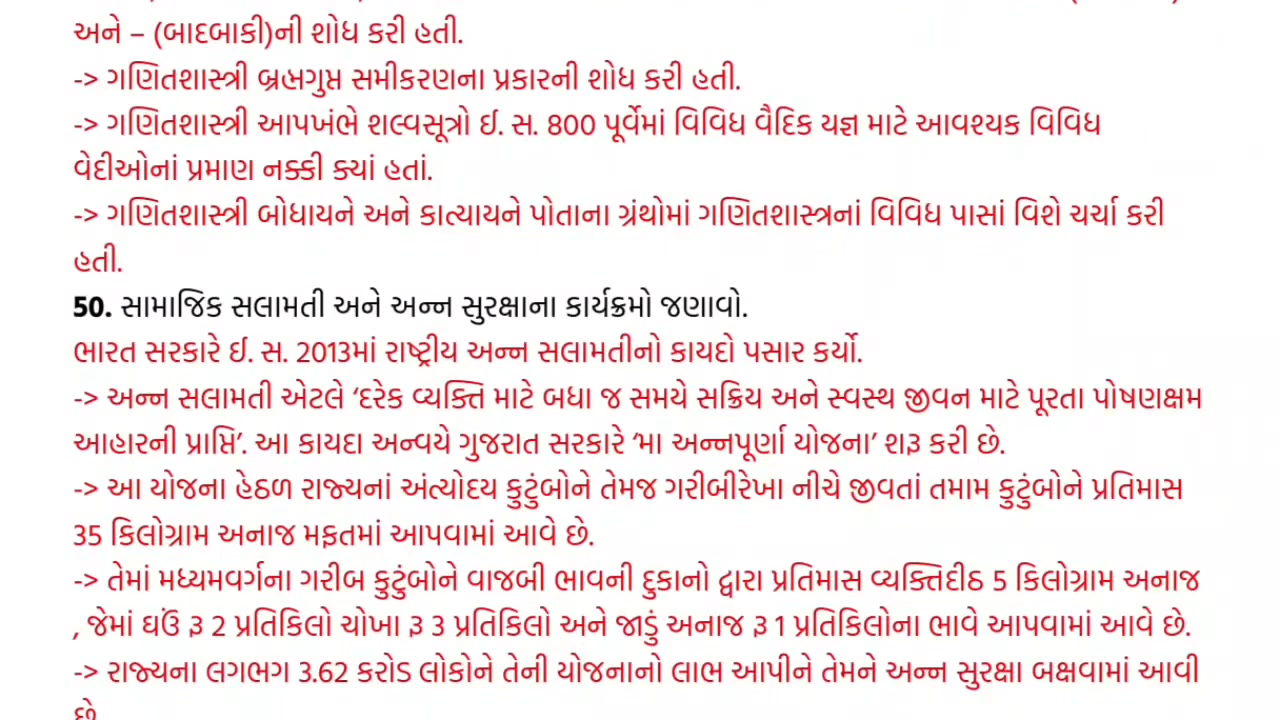 અને – (બાદબાકી)ની શોધ કરી હતી.
-> ગણિતશાસ્ત્રી બ્રહ્મગુપ્ત સમીકરણના પ્રકારની શોધ કરી હતી.
-> ગણિતશાસ્ત્રી આપખંભે શલ્વસૂત્રો ઈ. સ. 800 પૂર્વેમાં વિવિધ વૈદિક યજ્ઞ માટે આવશ્યક વિવિધ
વેદીઓનાં પ્રમાણ નક્કી ક્યાં હતાં.
-> ગણિતશાસ્ત્રી બોધાયને અને કાત્યાયને પોતાના ગ્રંથોમાં ગણિતશાસ્ત્રનાં વિવિધ પાસાં વિશે ચર્ચા કરી
હતી.
50. સામાજિક સલામતી અને અન્ન સુરક્ષાના કાર્યક્રમો જણાવો.
ભારત સરકારે ઈ. સ. 2013માં રાષ્ટ્રીય અન્ન સલામતીનો કાયદો પસાર કર્યો.
-> અન્ન સલામતી એટલે ‘દરેક વ્યક્તિ માટે બધા જ સમયે સક્રિય અને સ્વસ્થ જીવન માટે પૂરતા પોષણક્ષમ
આહારની પ્રાપ્તિ’. આ કાયદા અન્વયે ગુજરાત સરકારે ‘મા અન્નપૂર્ણા યોજના’ શરૂ કરી છે.
-> આ યોજના હેઠળ રાજ્યનાં અંત્યોદય કુટુંબોને તેમજ ગરીબીરેખા નીચે જીવતાં તમામ કુટુંબોને પ્રતિમાસ
35 કિલોગ્રામ અનાજ મફતમાં આપવામાં આવે છે.
-> તેમાં મધ્યમવર્ગના ગરીબ કુટુંબોને વાજબી ભાવની દુકાનો દ્વારા પ્રતિમાસ વ્યક્તિદીઠ 5 કિલોગ્રામ અનાજ
, જેમાં ઘઉં રૂ 2 પ્રતિકિલો ચોખા રૂ 3 પ્રતિકિલો અને જાડું અનાજ રૂ 1 પ્રતિકિલોના ભાવે આપવામાં આવે છે.
-> રાજ્યના લગભગ 3.62 કરોડ લોકોને તેની યોજનાનો લાભ આપીને તેમને અન્ન સુરક્ષા બક્ષવામાં આવી
છે